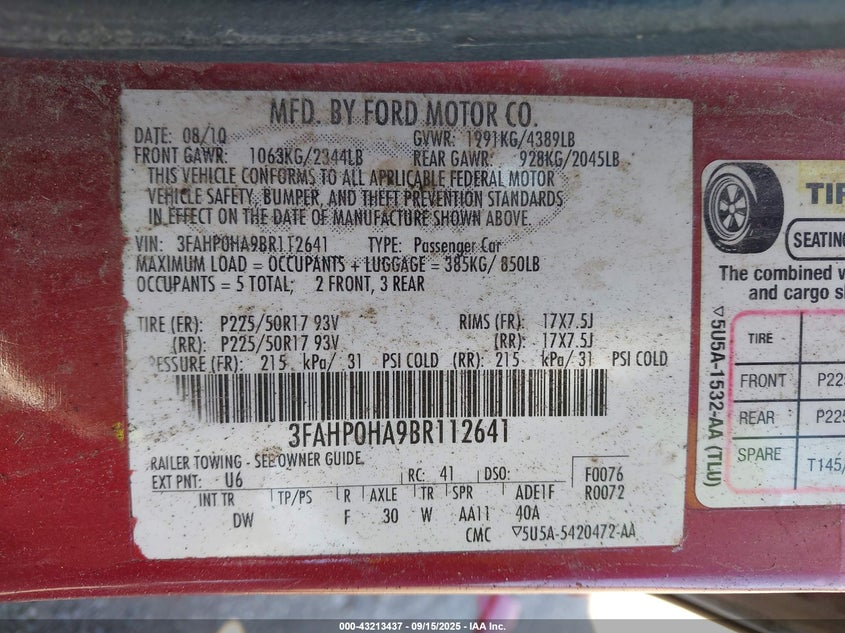 MFD. BY FORD MOTOR CO.
DATE: 08/10 GVWR: 1991KG/4389LB
FRONT GAWR: 1063KG/2344LB REAR GAWR: 928KG/2045LB
THIS VEHICLE CONFORMS TO ALL APPLICABLE FEDERAL MOTOR
VEHICLE SAFETY, BUMPER, AND THEFT PREVENTION STANDARDS
IN EFFECT ON THE DATE OF MANUFACTURE SHOWN ABOVE.
VIN: 3FAHP0HA9BR112641 TYPE: Passenger Car
MAXIMUM LOAD = OCCUPANTS + LUGGAGE = 385KG/ 850LB
OCCUPANTS = 5 TOTAL; 2 FRONT, 3 REAR
TIRE (FR): P225/50R17 93V RIMS (FR): 17X7.5J
(RR): P225/50R17 93V (RR): 17X7.5J
RESSURE (FR): 215 kPa/ 31 PSI COLD (RR): 215 kPa/ 31 PSI COLD
3FAHP0HA9BR112641
RAILER TOWING - SEE OWNER GUIDE
EXT PNT: U6 RC: 41 DSO: F0076
INT TR TP/PS R AXLE TR SPR ADE1F R0072
DW F 30 W AA11 40A
CMC ▽5U5A-5420472-AA
TIR
SEATING
The combined
and cargo
TIRE
FRONT P225
REAR P225
SPARE T145/
▽5U5A-1532-AA (TLU)
000-43213437 - 09/15/2025 - IAA Inc.